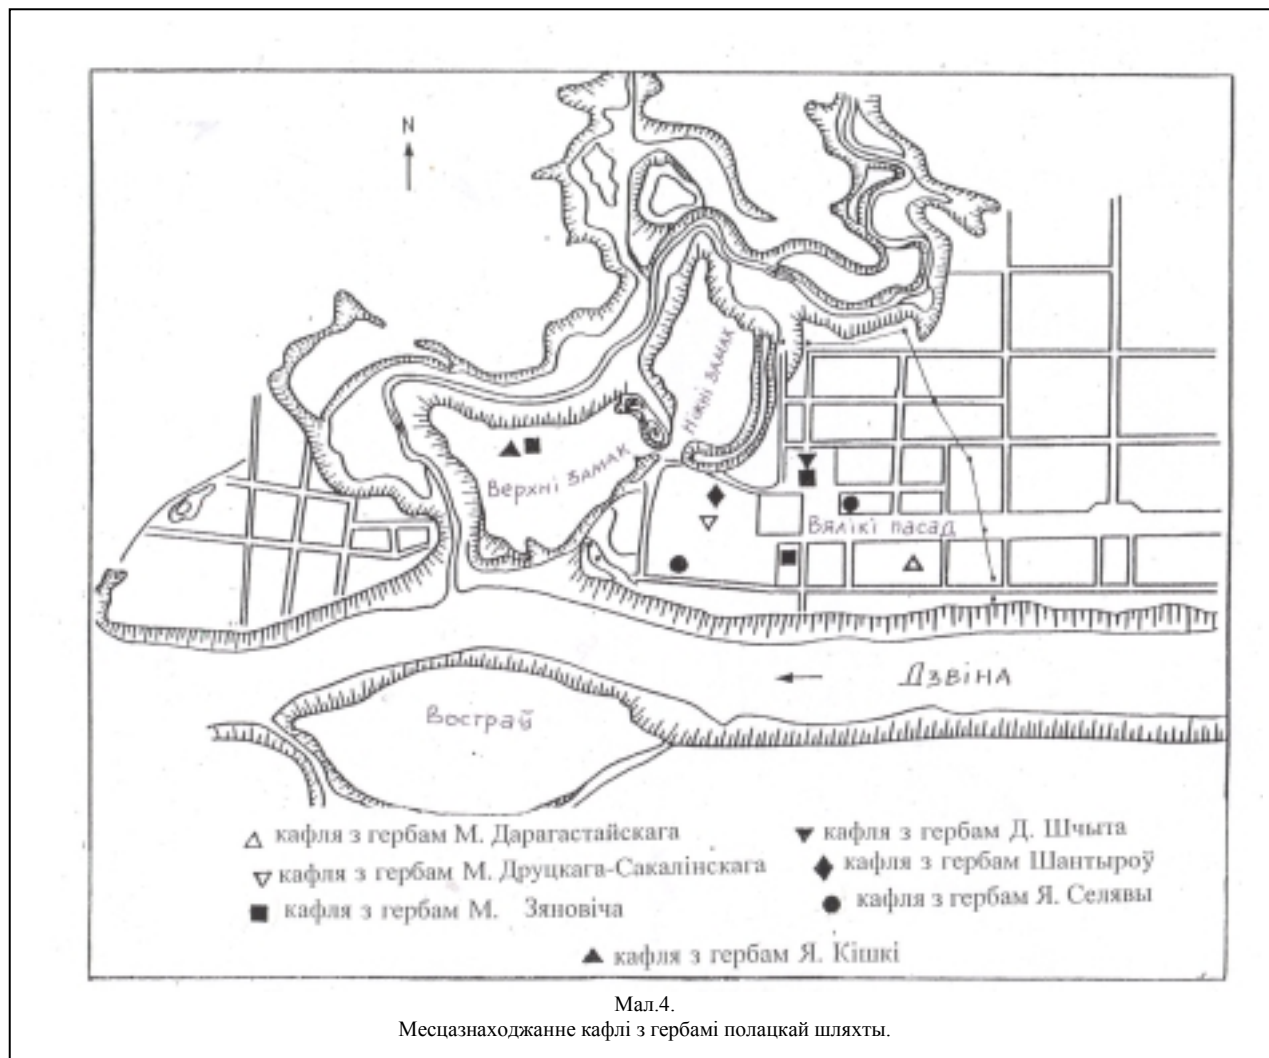 N
Ніжні замак
Верхні замак
Вялікі пасад
Дзвіна
Востраў
кафля з гербам М. Дарагастайскага
кафля з гербам М. Друцкага-Сакалінскага
кафля з гербам М. Зяновіча
кафля з гербам Д. Шчыта
кафля з гербам Шантыроў
кафля з гербам Я. Селявы
кафля з гербам Я. Кішкі
Мал.4.
Месцазнаходжанне кафлі з гербамі полацкай шляхты.